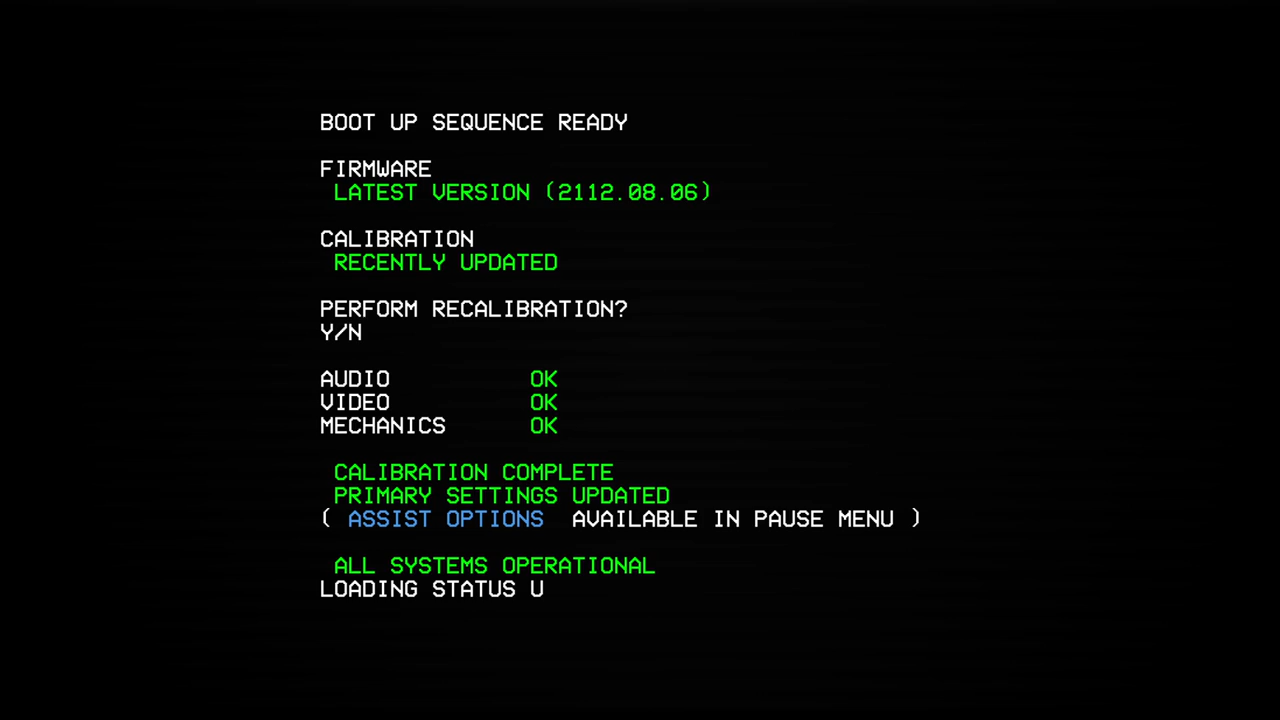 BOOT UP SEQUENCE READY
FIRMWARE
LATEST VERSION (2112.08.06)
CALIBRATION
RECENTLY UPDATED
PERFORM RECALIBRATION?
Y/N
AUDIO OK
VIDEO OK
MECHANICS OK
CALIBRATION COMPLETE
PRIMARY SETTINGS UPDATED
( ASSIST OPTIONS AVAILABLE IN PAUSE MENU )
ALL SYSTEMS OPERATIONAL
LOADING STATUS U